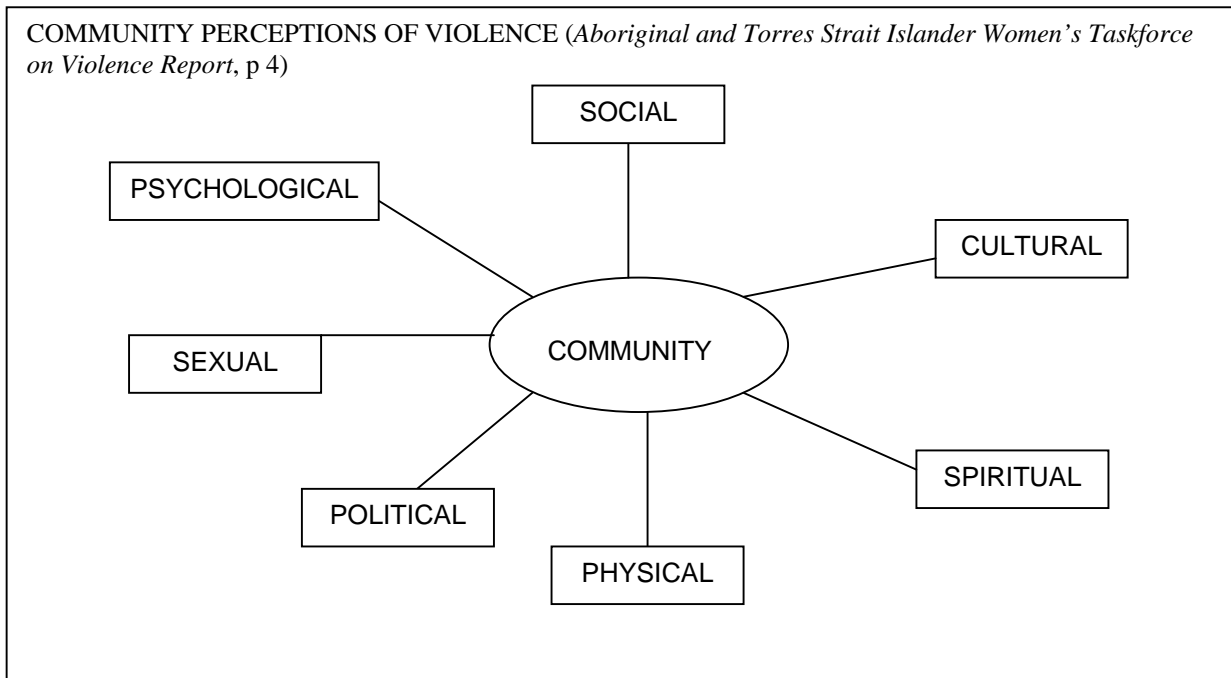 COMMUNITY PERCEPTIONS OF VIOLENCE (Aboriginal and Torres Strait Islander Women’s Taskforce
on Violence Report, p 4)
SOCIAL
PSYCHOLOGICAL
CULTURAL
SEXUAL
COMMUNITY
SPIRITUAL
POLITICAL
PHYSICAL